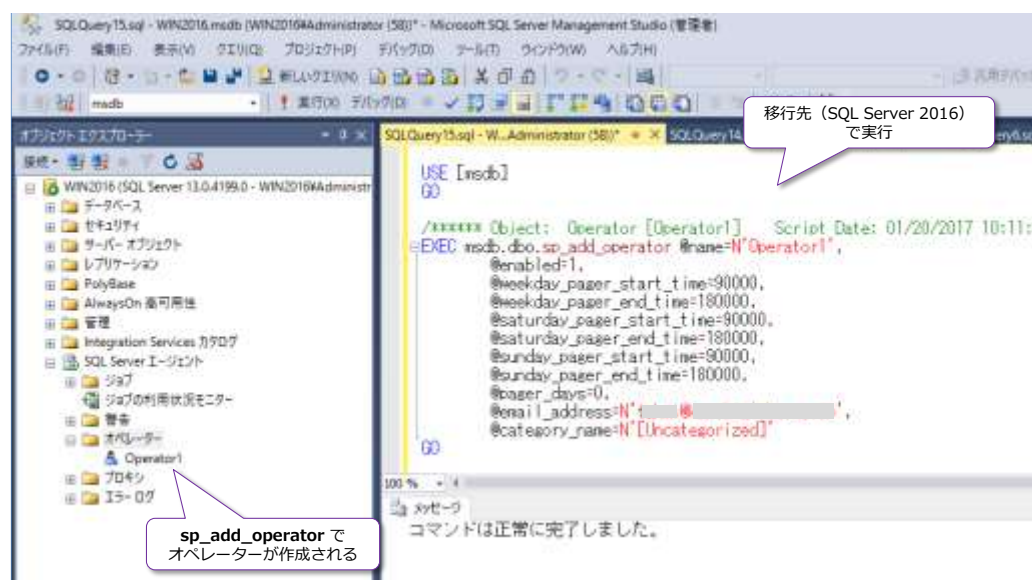 SQLQuery15.sql - WIN2016.msdb (WIN2016¥Administrator (58))* - Microsoft SQL Server Management Studio (管理者)
ファイル(F) 編集(E) 表示(V) クエリ(Q) プロジェクト(P) デバッグ(D) ツール(T) ウィンドウ(W) ヘルプ(H)
新しいクエリ(N)
msdb
実行(X) デバッグ(D)
移行先（SQL Server 2016）
で実行
オブジェクト エクスプローラー
SQLQuery15.sql - W...Administrator (58))*
SQLQuery14
接続
WIN2016 (SQL Server 13.0.4199.0 - WIN2016¥Administr
データベース
セキュリティ
サーバー オブジェクト
レプリケーション
PolyBase
AlwaysOn 高可用性
管理
Integration Services カタログ
SQL Server エージェント
ジョブ
ジョブの利用状況モニター
警告
オペレーター
Operator1
プロキシ
エラー ログ
USE [msdb]
GO
/****** Object: Operator [Operator1] Script Date: 01/20/2017 10:11:
EXEC msdb.dbo.sp_add_operator @name=N'Operator1',
@enabled=1,
@weekday_pager_start_time=90000,
@weekday_pager_end_time=180000,
@saturday_pager_start_time=90000,
@saturday_pager_end_time=180000,
@sunday_pager_start_time=90000,
@sunday_pager_end_time=180000,
@pager_days=0,
@email_address=N'
@category_name=N'[Uncategorized]'
GO
100 %
メッセージ
コマンドは正常に完了しました。
sp_add_operator で
オペレーターが作成される